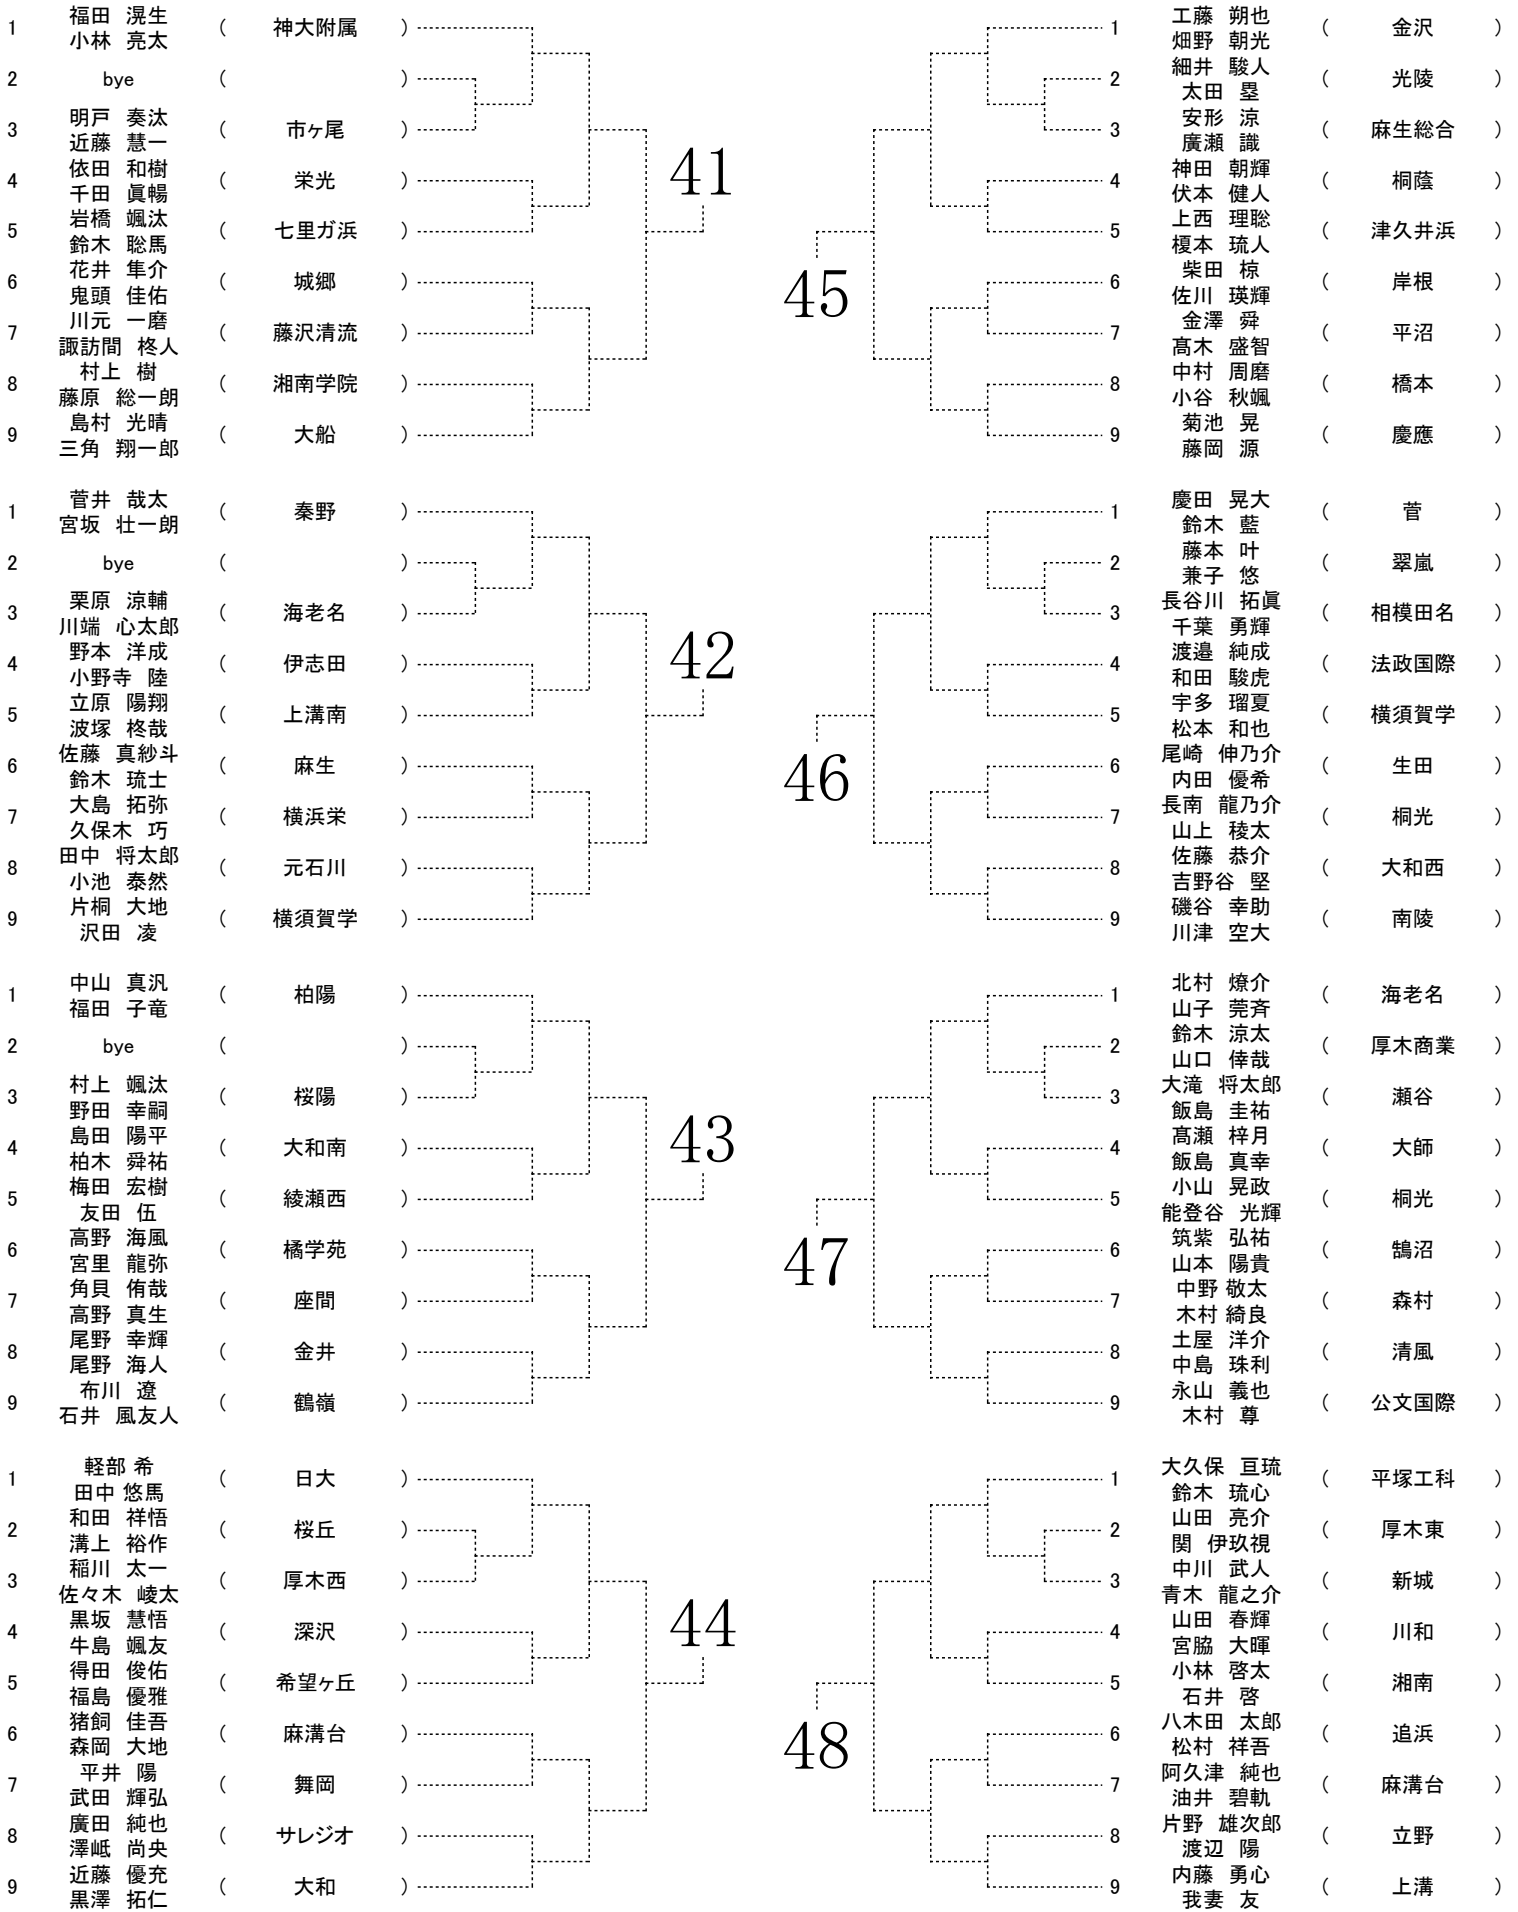 41
1 福田 滉生 ( 神大附属 )
小林 亮太
2 bye ( )
3 明戸 奏汰 ( 市ヶ尾 )
近藤 慧一
4 依田 和樹 ( 栄光 )
千田 眞暢
5 岩橋 颯汰 ( 七里ガ浜 )
鈴木 聡馬
6 花井 隼介 ( 城郷 )
鬼頭 佳佑
7 川元 一磨 ( 藤沢清流 )
諏訪間 柊人
8 村上 樹 ( 湘南学院 )
藤原 総一朗
9 島村 光晴 ( 大船 )
三角 翔一郎
42
1 菅井 哉太 ( 秦野 )
宮坂 壮一朗
2 bye ( )
3 栗原 涼輔 ( 海老名 )
川端 心太郎
4 野本 洋成 ( 伊志田 )
小野寺 陸
5 立原 陽翔 ( 上溝南 )
波塚 柊哉
6 佐藤 真紗斗 ( 麻生 )
鈴木 琉士
7 大島 拓弥 ( 横浜栄 )
久保木 巧
8 田中 将太郎 ( 元石川 )
小池 泰然
9 片桐 大地 ( 横須賀学 )
沢田 凌
43
1 中山 真汎 ( 柏陽 )
福田 子竜
2 bye ( )
3 村上 颯汰 ( 桜陽 )
野田 幸嗣
4 島田 陽平 ( 大和南 )
柏木 舜祐
5 梅田 宏樹 ( 綾瀬西 )
友田 伍
6 高野 海風 ( 橘学苑 )
宮里 龍弥
7 角貝 侑哉 ( 座間 )
高野 真生
8 尾野 幸輝 ( 金井 )
尾野 海人
9 布川 遼 ( 鶴嶺 )
石井 風友人
44
1 軽部 希 ( 日大 )
田中 悠馬
2 和田 祥悟 ( 桜丘 )
溝上 裕作
3 稲川 太一 ( 厚木西 )
佐々木 崚太
4 黒坂 慧悟 ( 深沢 )
牛島 颯友
5 得田 俊佑 ( 希望ヶ丘 )
福島 優雅
6 猪飼 佳吾 ( 麻溝台 )
森岡 大地
7 平井 陽 ( 舞岡 )
武田 輝弘
8 廣田 純也 ( サレジオ )
澤岻 尚央
9 近藤 優充 ( 大和 )
黒澤 拓仁
45
1 工藤 朔也 ( 金沢 )
畑野 朝光
2 細井 駿人 ( 光陵 )
太田 塁
3 安形 涼 ( 麻生総合 )
廣瀬 識
4 神田 朝輝 ( 桐蔭 )
伏本 健人
5 上西 理聡 ( 津久井浜 )
榎本 琉人
6 柴田 椋 ( 岸根 )
佐川 瑛輝
7 金澤 舜 ( 平沼 )
髙木 盛智
8 中村 周磨 ( 橋本 )
小谷 秋颯
9 菊池 晃 ( 慶應 )
藤岡 源
46
1 慶田 晃大 ( 菅 )
鈴木 藍
2 藤本 叶 ( 翠嵐 )
兼子 悠
3 長谷川 拓眞 ( 相模田名 )
千葉 勇輝
4 渡邉 純成 ( 法政国際 )
和田 駿虎
5 宇多 瑠夏 ( 横須賀学 )
松本 和也
6 尾崎 伸乃介 ( 生田 )
内田 優希
7 長南 龍乃介 ( 桐光 )
山上 稜太
8 佐藤 恭介 ( 大和西 )
吉野谷 堅
9 磯谷 幸助 ( 南陵 )
川津 空大
47
1 北村 燎介 ( 海老名 )
山子 莞斉
2 鈴木 涼太 ( 厚木商業 )
山口 倖哉
3 大滝 将太郎 ( 瀬谷 )
飯島 圭祐
4 髙瀬 梓月 ( 大師 )
飯島 真幸
5 小山 晃政 ( 桐光 )
能登谷 光輝
6 筑紫 弘祐 ( 鵠沼 )
山本 陽貴
7 中野 敬太 ( 森村 )
木村 綺良
8 土屋 洋介 ( 清風 )
中島 珠利
9 永山 義也 ( 公文国際 )
木村 尊
48
1 大久保 亘琉 ( 平塚工科 )
鈴木 琉心
2 山田 亮介 ( 厚木東 )
関 伊玖視
3 中川 武人 ( 新城 )
青木 龍之介
4 山田 春輝 ( 川和 )
宮脇 大暉
5 小林 啓太 ( 湘南 )
石井 啓
6 八木田 太郎 ( 追浜 )
松村 祥吾
7 阿久津 純也 ( 麻溝台 )
油井 碧軌
8 片野 雄次郎 ( 立野 )
渡辺 陽
9 内藤 勇心 ( 上溝 )
我妻 友